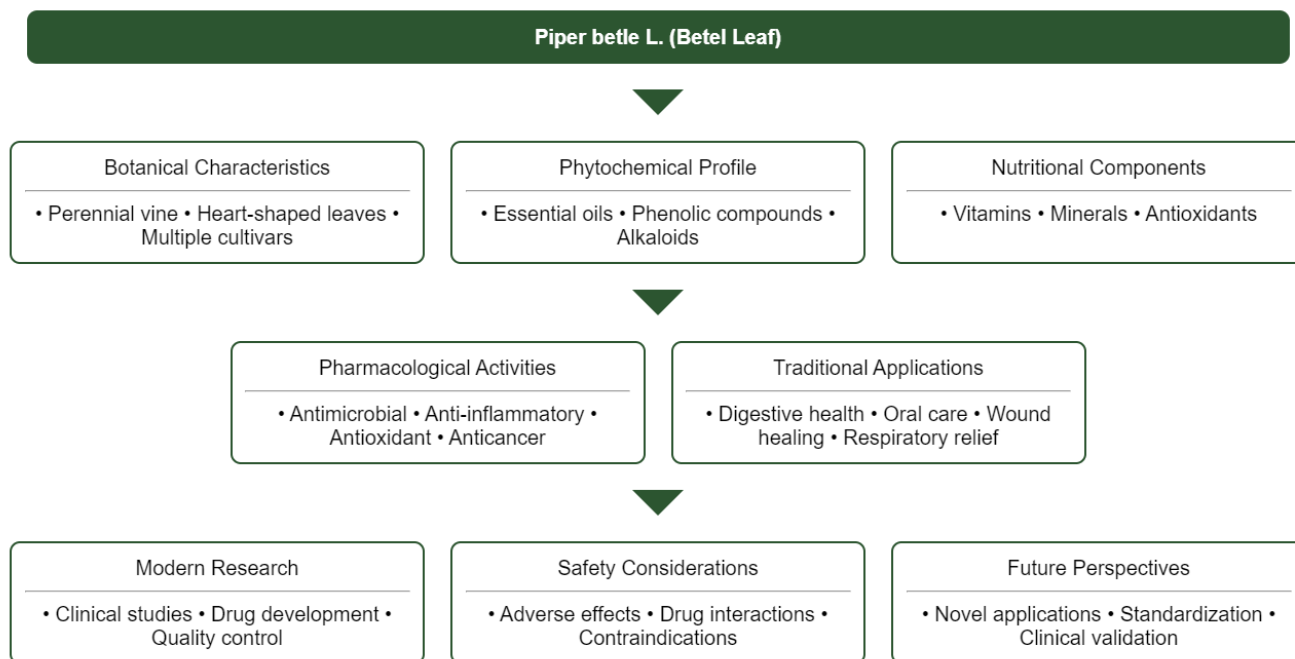 Piper betle L. (Betel Leaf)
Botanical Characteristics
• Perennial vine • Heart-shaped leaves •
Multiple cultivars
Phytochemical Profile
• Essential oils • Phenolic compounds •
Alkaloids
Nutritional Components
• Vitamins • Minerals • Antioxidants
Pharmacological Activities
• Antimicrobial • Anti-inflammatory •
Antioxidant • Anticancer
Traditional Applications
• Digestive health • Oral care • Wound
healing • Respiratory relief
Modern Research
• Clinical studies • Drug development •
Quality control
Safety Considerations
• Adverse effects • Drug interactions •
Contraindications
Future Perspectives
• Novel applications • Standardization •
Clinical validation